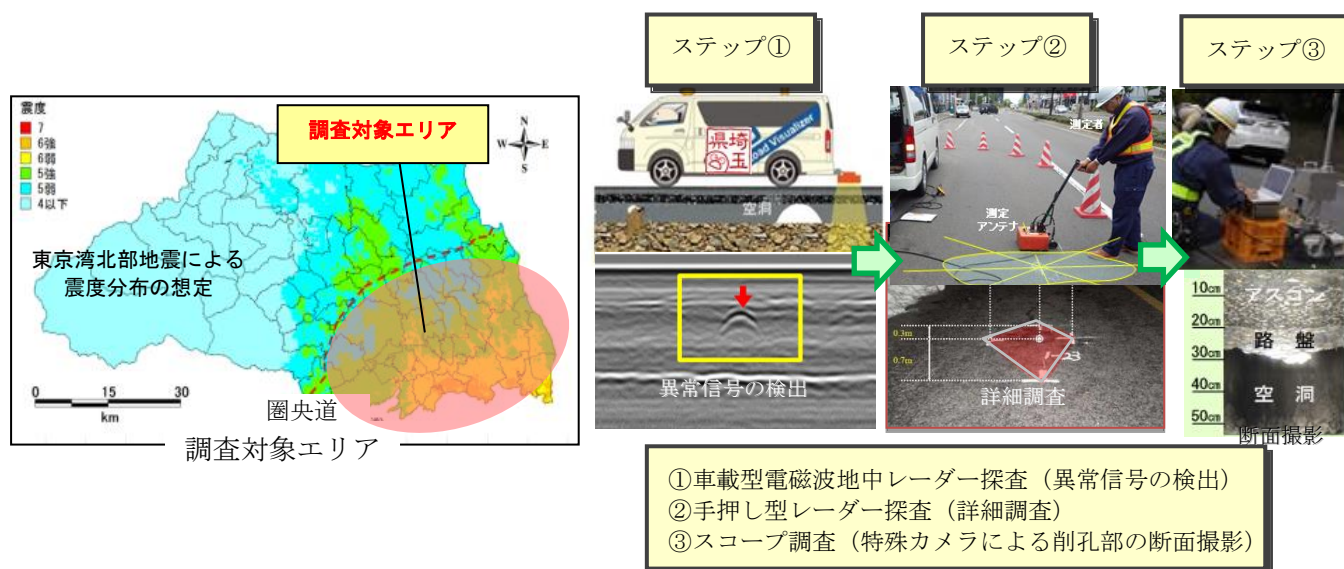 震度
7
6強
6弱
5強
5弱
4以下
調査対象エリア
N
W
E
S
東京湾北部地震による
震度分布の想定
0
15
30
km
圏央道
調査対象エリア
ステップ①
県埼
玉
Road Visualizer
空洞
異常信号の検出
ステップ②
測定者
測定
アンテナ
0.3m
0.7m
詳細調査
ステップ③
10cm
アスコン
20cm
路盤
30cm
40cm
空洞
50cm
断面撮影
①車載型電磁波地中レーダー探査（異常信号の検出）
②手押し型レーダー探査（詳細調査）
③スコープ調査（特殊カメラによる削孔部の断面撮影）